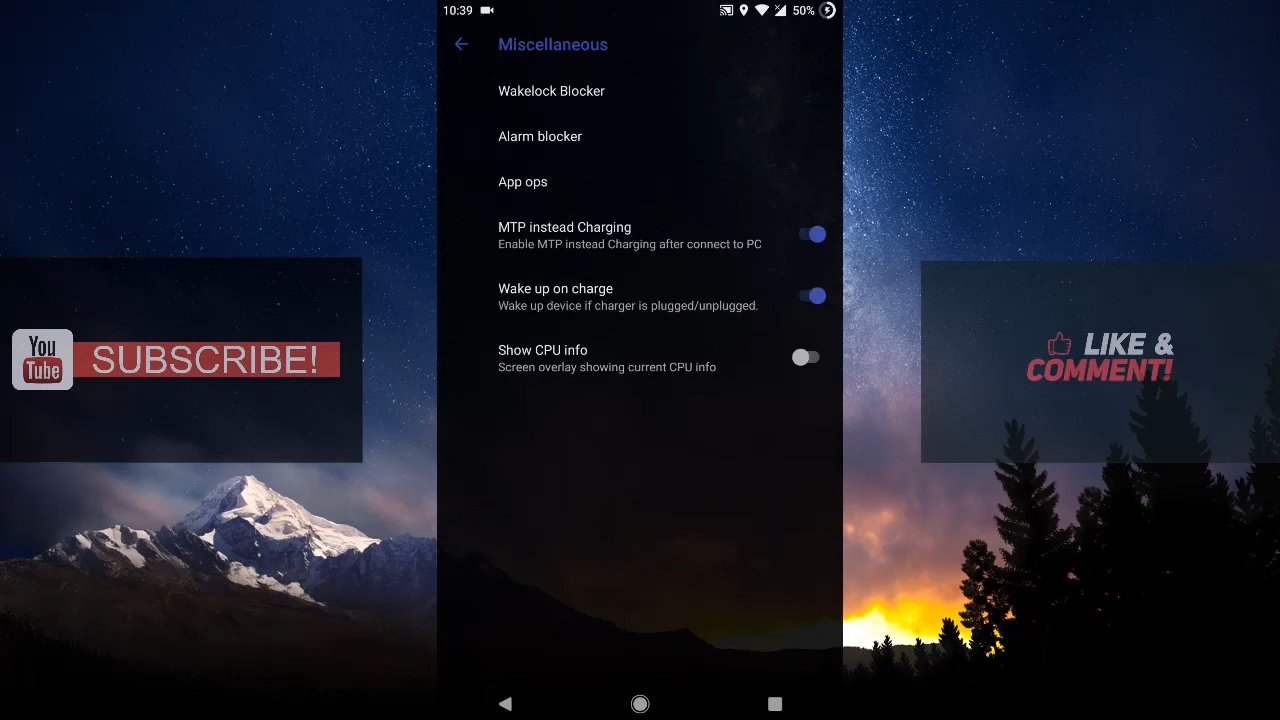 10:39
50%
Miscellaneous
Wakelock Blocker
Alarm blocker
App ops
MTP instead Charging
Enable MTP instead Charging after connect to PC
Wake up on charge
Wake up device if charger is plugged/unplugged.
Show CPU info
Screen overlay showing current CPU info
You
Tube
SUBSCRIBE!
LIKE &
COMMENT!